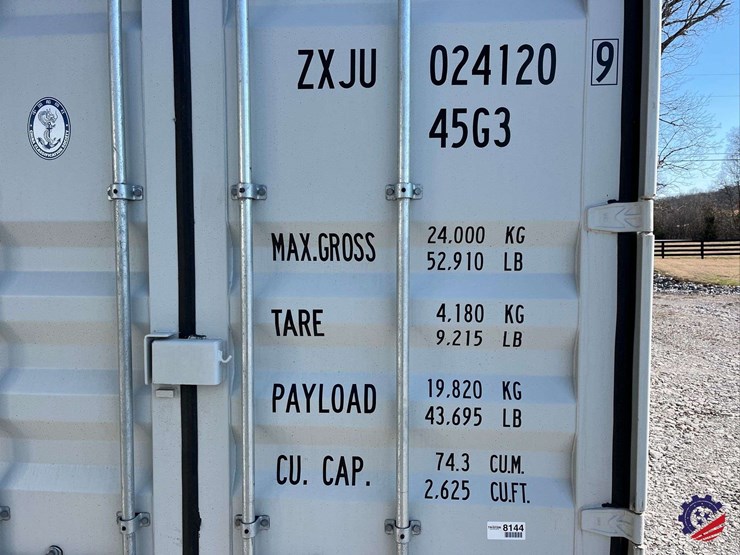 ZXJU 024120 9
45G3
MAX.GROSS 24,000 KG
52,910 LB
TARE 4,180 KG
9,215 LB
PAYLOAD 19,820 KG
43,695 LB
CU. CAP. 74.3 CU.M.
2,625 CU.FT.
8144